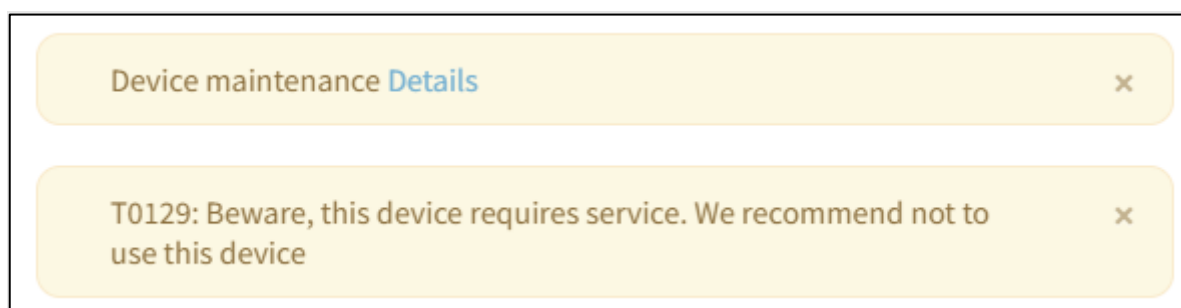 Device maintenance Details
T0129: Beware, this device requires service. We recommend not to
use this device